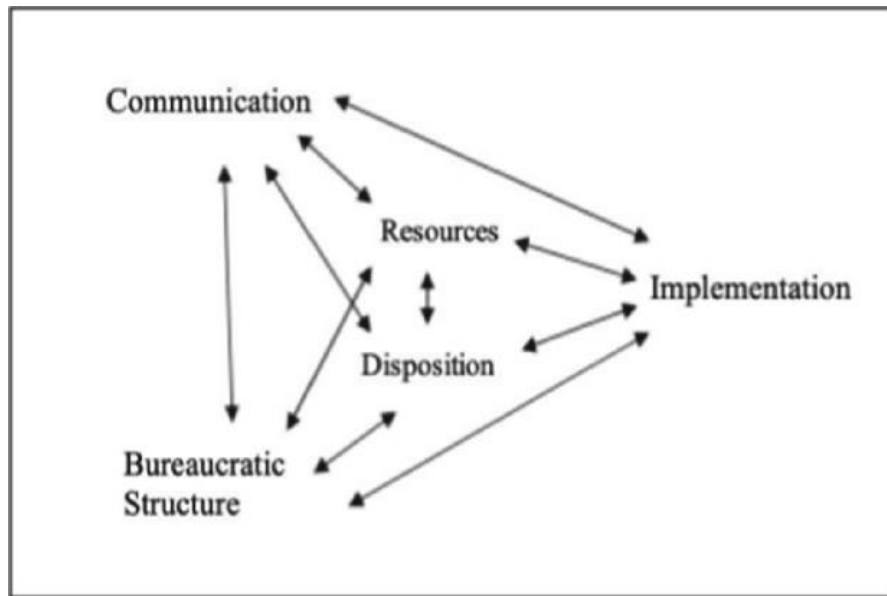 Communication
Resources
Implementation
Disposition
Bureaucratic
Structure